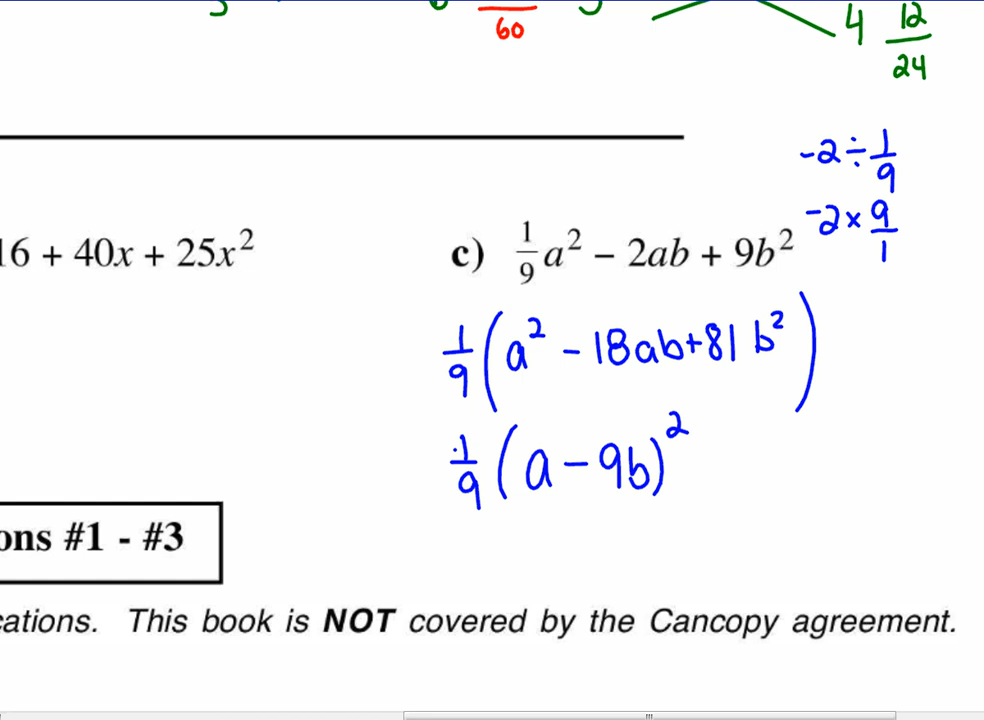 60
4 12/24
-2 ÷ 1/9
-2 × 9/1
16 + 40x + 25x²
c) 1/9 a² − 2ab + 9b²
1/9 (a² − 18ab + 81b²)
1/9 (a − 9b)²
ons #1 - #3
cations. This book is NOT covered by the Cancopy agreement.